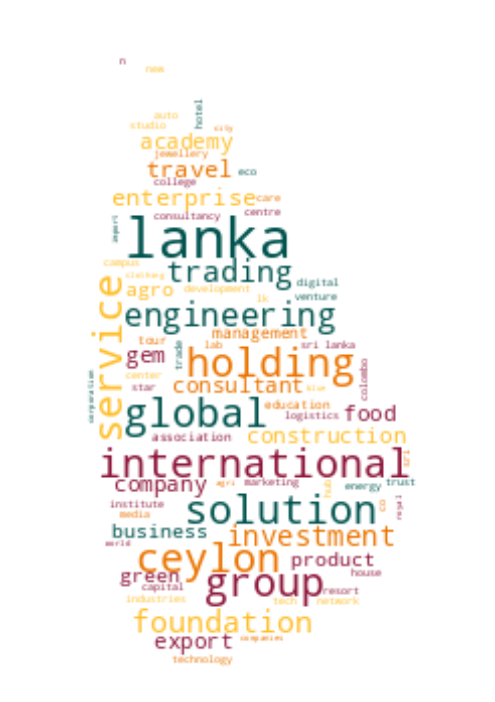 n
new
hotel
auto
studio
city
academy
jewellery
travel
eco
college
enterprise
care
consultancy
centre
import
lanka
campus
trading
clothing
agro
development
digital
lk
venture
service
engineering
management
tour
lab
trade
sri lanka
gem
holding
center
consultant
colombo
star
corporation
education
global
logistics
food
association
construction
international
sri
company
agri
marketing
hub
energy
trust
institute
solution
co
royal
media
business
investment
world
ceylon
product
green
group
house
capital
resort
industries
tech
network
foundation
export
companies
technology